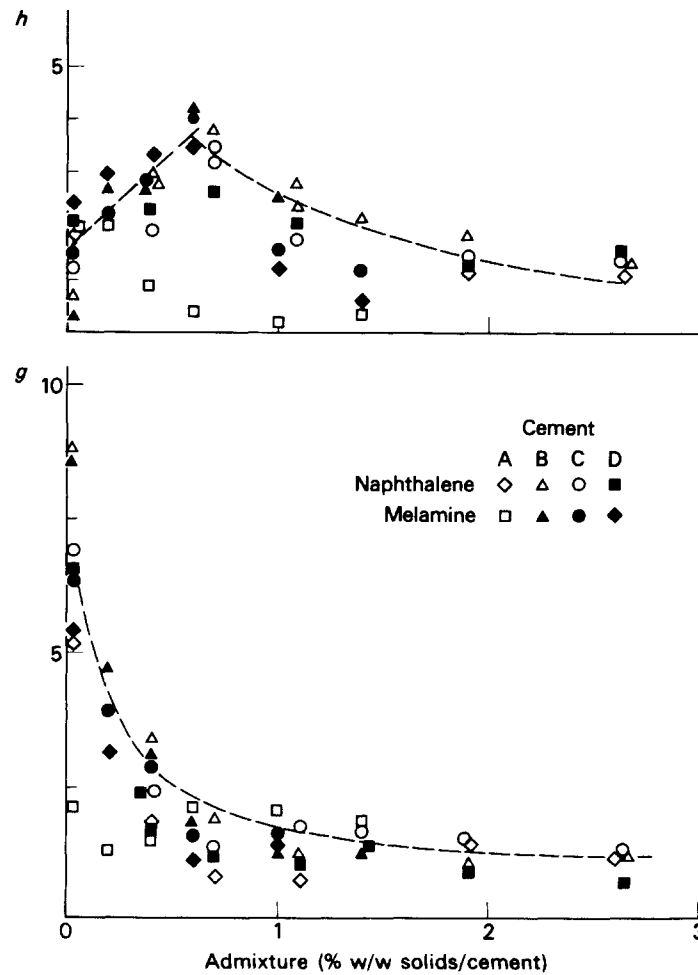 h
5
g
10
Cement
A B C D
Naphthalene
Melamine
5
0 1 2 3
Admixture (% w/w solids/cement)